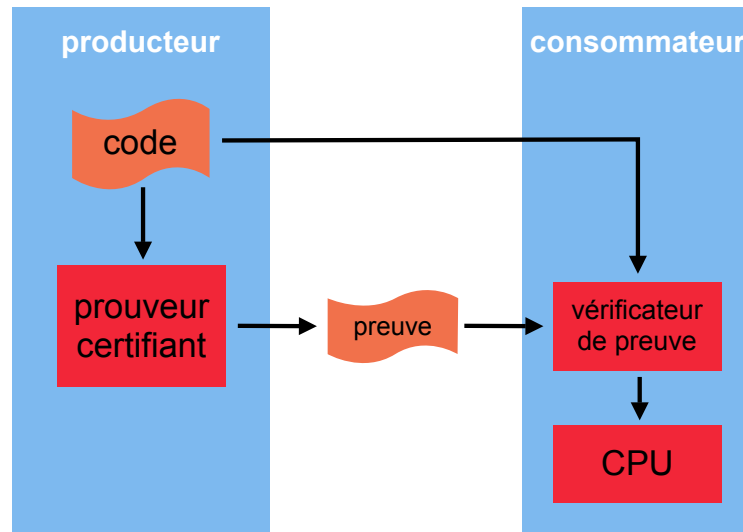 producteur
consommateur
code
prouveur
certifiant
preuve
vérificateur
de preuve
CPU